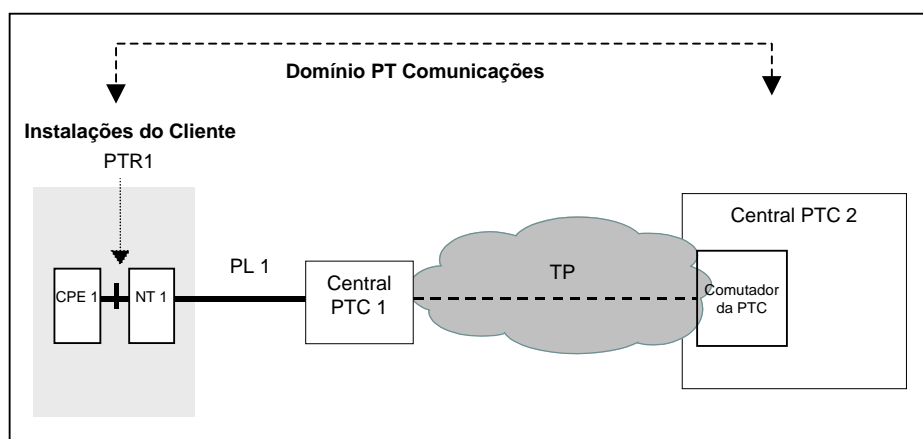 Domínio PT Comunicações
Instalações do Cliente
PTR1
Central PTC 2
PL 1
TP
Central
PTC 1
CPE 1
NT 1
Comutador
da PTC